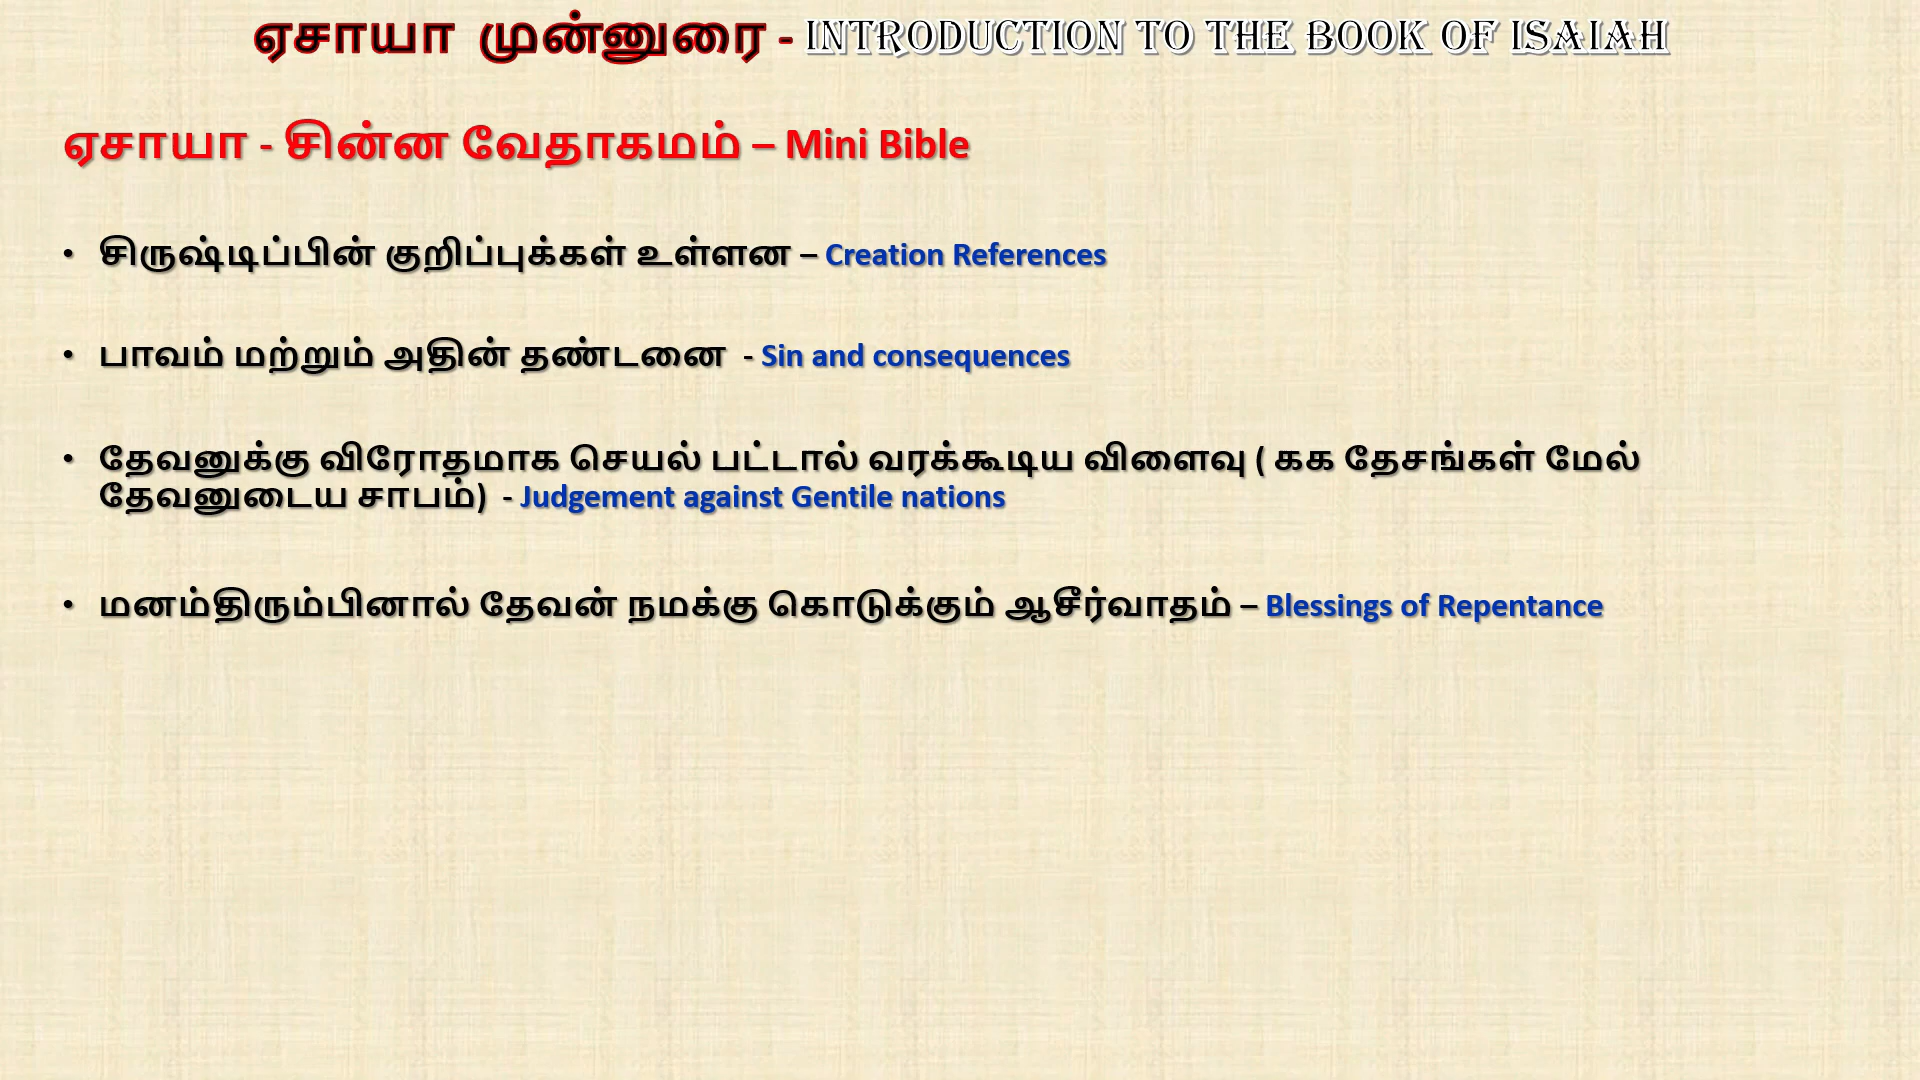 ஏசாயா முன்னுரை - INTRODUCTION TO THE BOOK OF ISAIAH
ஏசாயா - சின்ன வேதாகமம் – Mini Bible
• சிருஷ்டிப்பின் குறிப்புக்கள் உள்ளன – Creation References
• பாவம் மற்றும் அதின் தண்டனை - Sin and consequences
• தேவனுக்கு விரோதமாக செயல் பட்டால் வரக்கூடிய விளைவு ( கக தேசங்கள் மேல்
தேவனுடைய சாபம்) - Judgement against Gentile nations
• மனம்திரும்பினால் தேவன் நமக்கு கொடுக்கும் ஆசீர்வாதம் – Blessings of Repentance